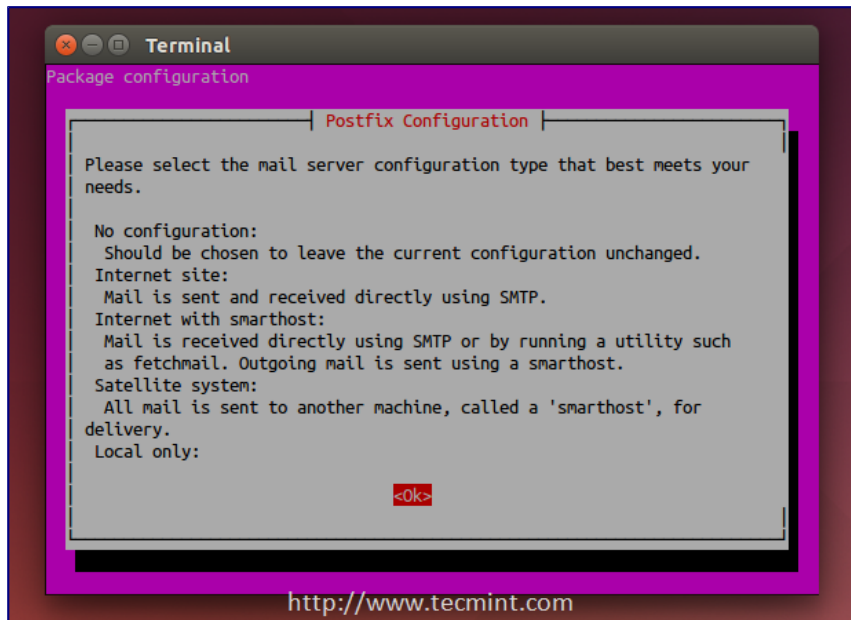 Terminal
Package configuration
Postfix Configuration
Please select the mail server configuration type that best meets your
needs.
No configuration:
Should be chosen to leave the current configuration unchanged.
Internet site:
Mail is sent and received directly using SMTP.
Internet with smarthost:
Mail is received directly using SMTP or by running a utility such
as fetchmail. Outgoing mail is sent using a smarthost.
Satellite system:
All mail is sent to another machine, called a 'smarthost', for
delivery.
Local only:
<Ok>
http://www.tecmint.com